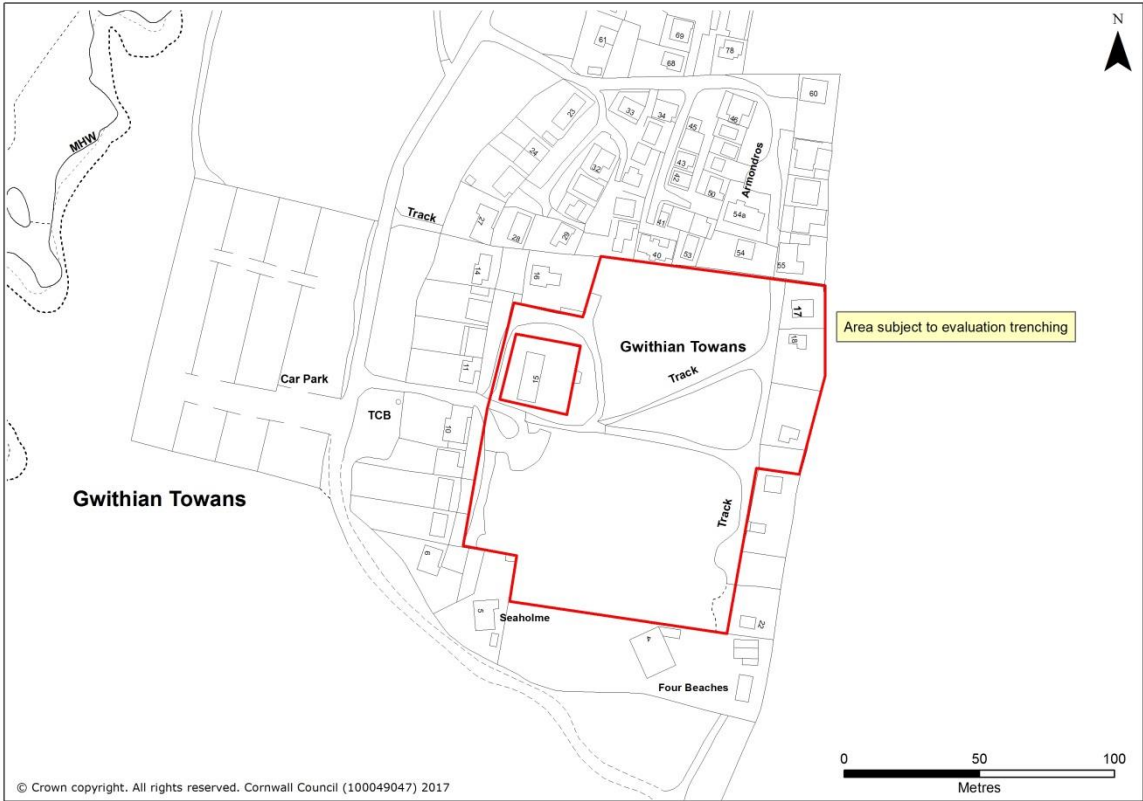 N
61
69
68
78
60
MHW
23
33
34
46
45
24
32
43
42
50
Armondros
54a
Track
27
28
29
41
40
53
54
55
14
16
17
Area subject to evaluation trenching
18
Gwithian Towans
Track
51
11
Car Park
TCB
10
Gwithian Towans
Track
6
5
Seaholme
4
22
Four Beaches
0 50 100
Metres
© Crown copyright. All rights reserved. Cornwall Council (100049047) 2017